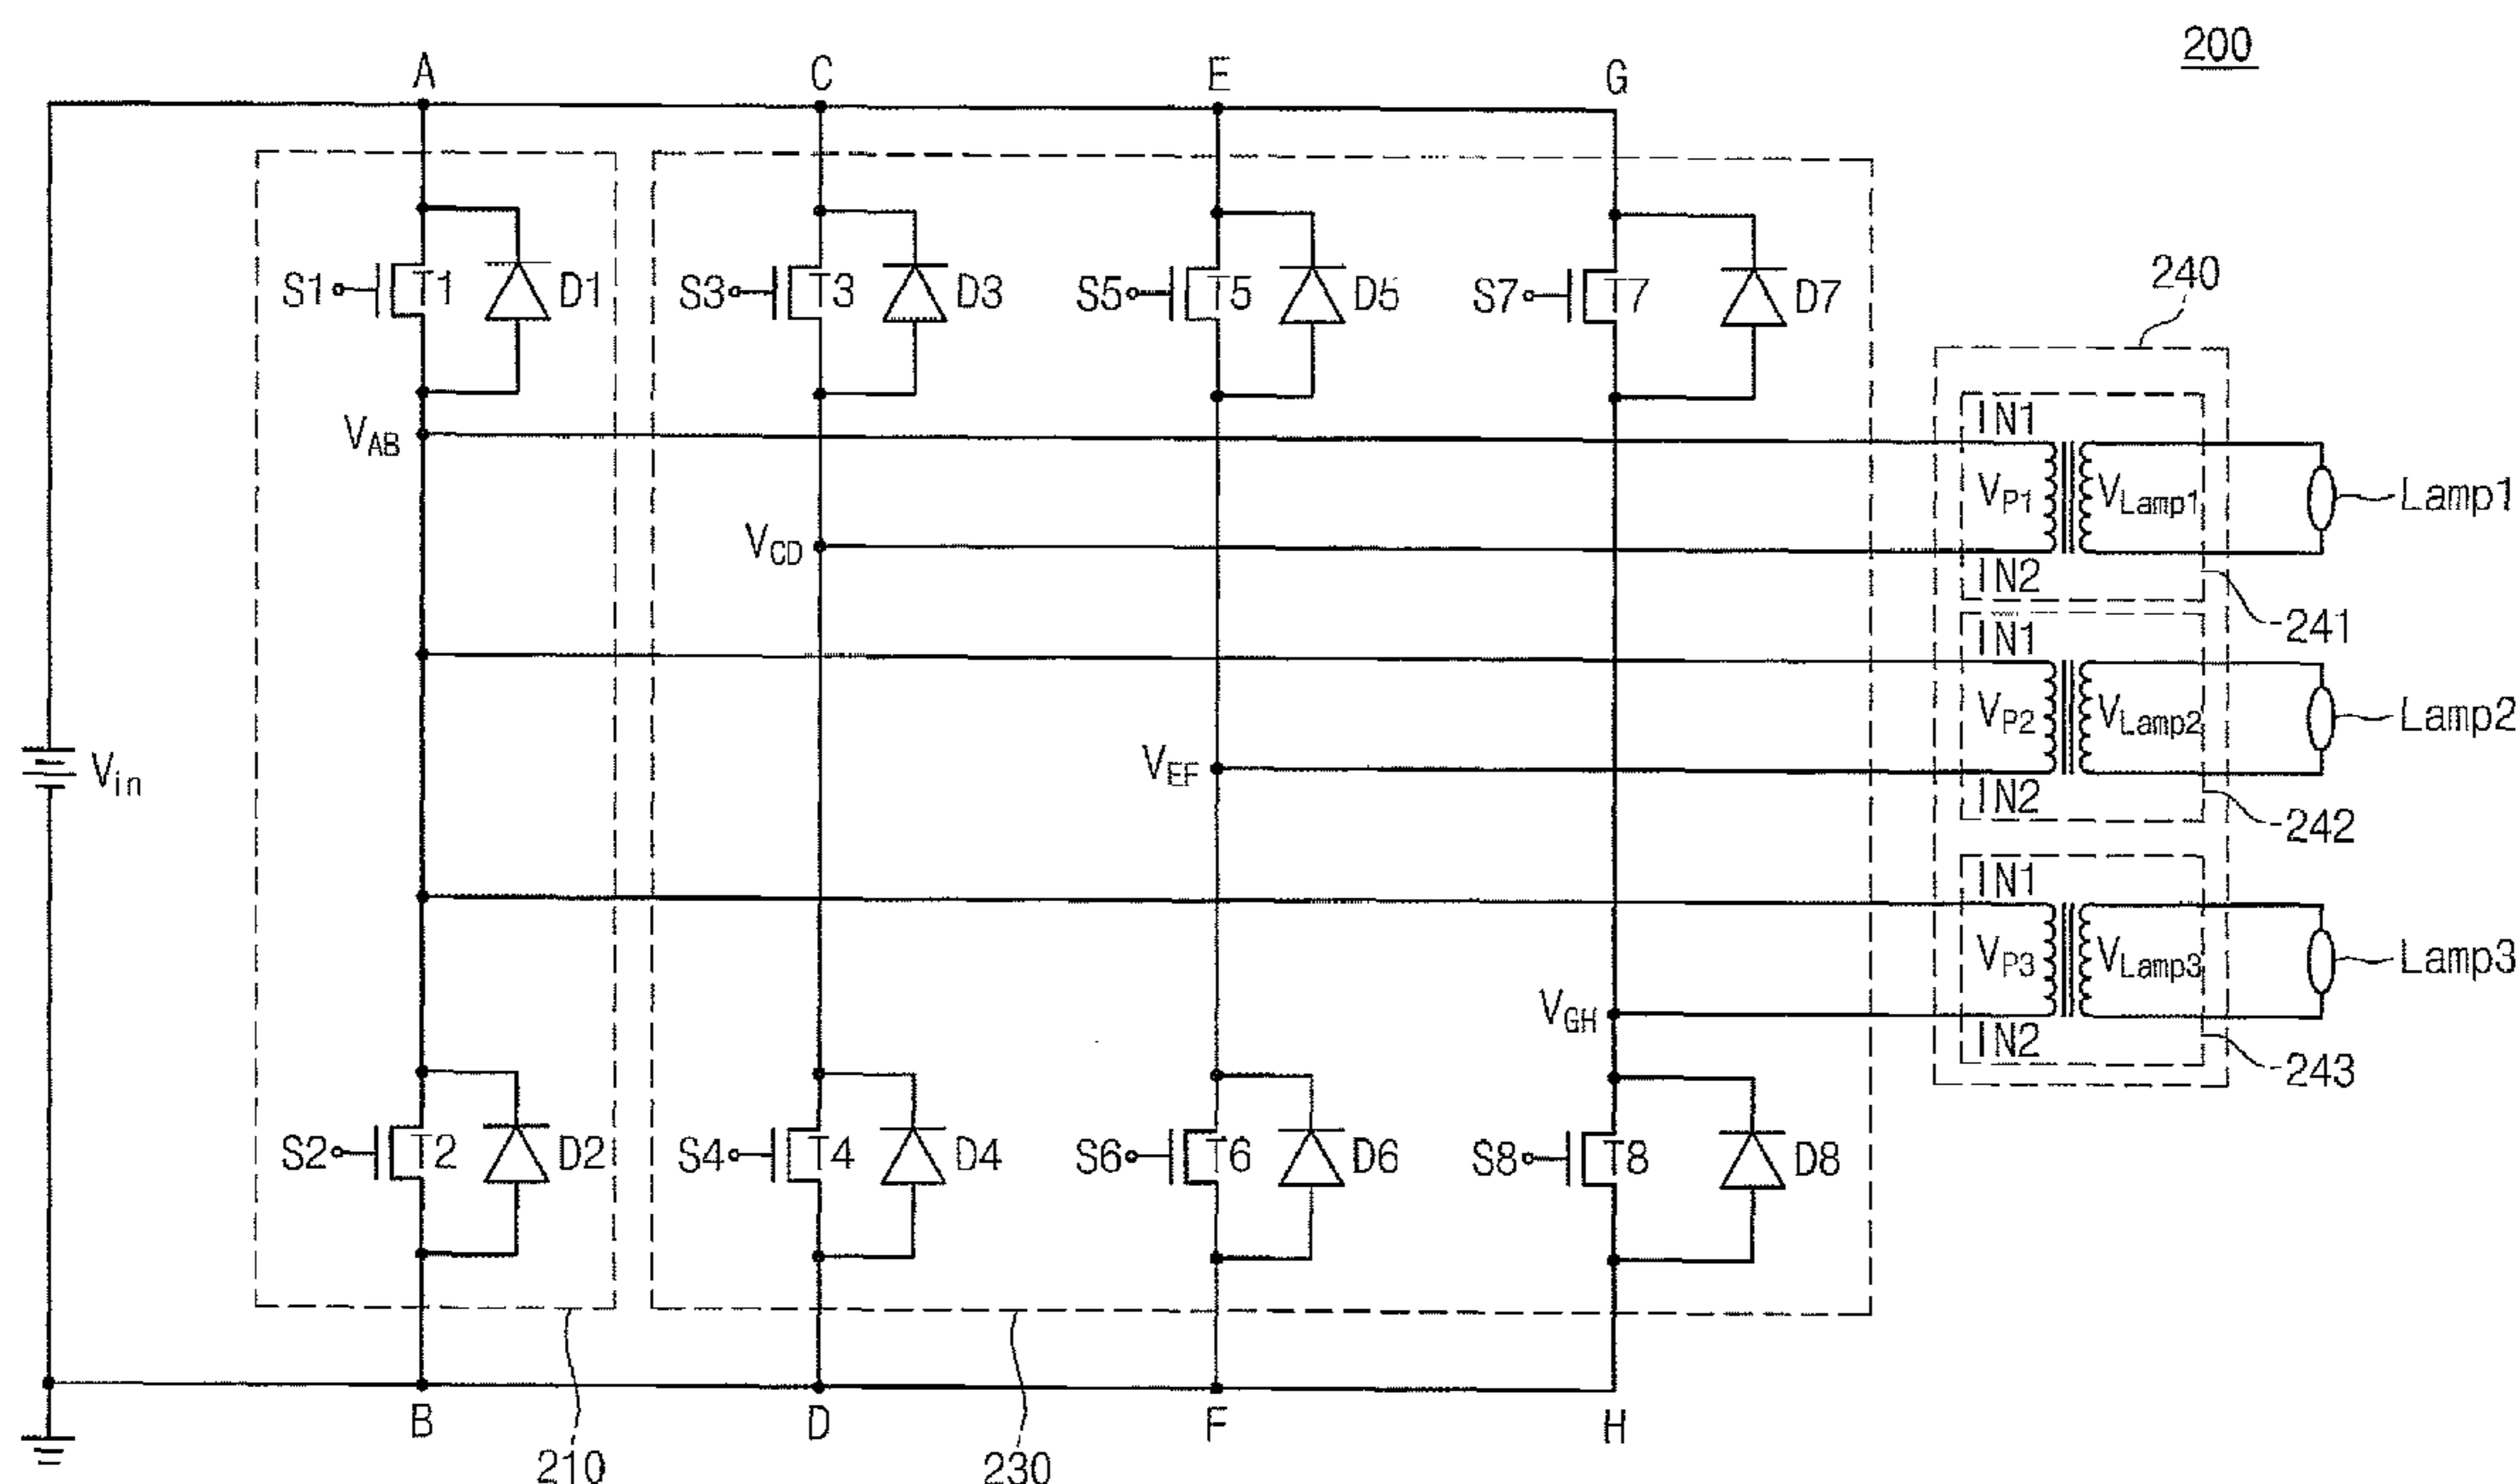 200
A C E G
S1 T1 D1 S3 T3 D3 S5 T5 D5 S7 T7 D7
240
VAB
IN1
VP1 VLamp1 Lamp1
VCD
IN2
241
IN1
VP2 VLamp2 Lamp2
VEF
Vin
IN2
242
IN1
VP3 VLamp3 Lamp3
VGH
IN2
243
S2 T2 D2 S4 T4 D4 S6 T6 D6 S8 T8 D8
B D F H
210 230